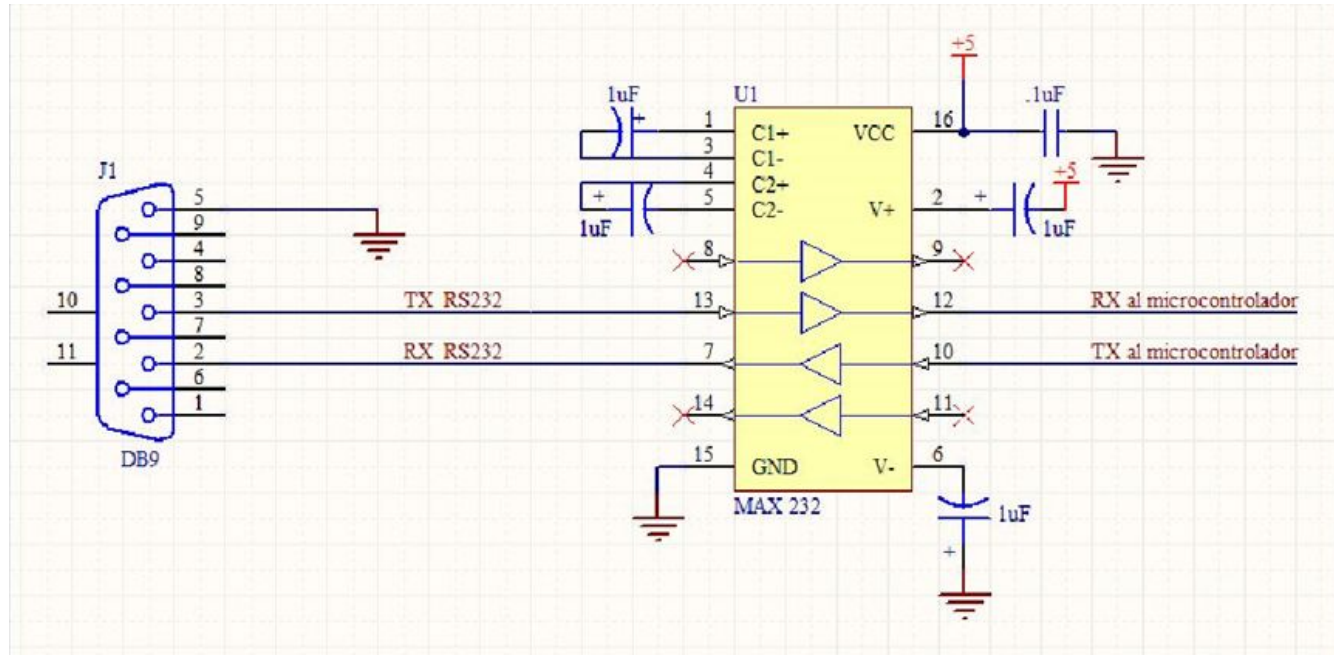 +5
1uF
U1
.1uF
1
C1+
VCC
16
3
C1-
J1
4
C2+
+5
+
5
C2-
V+
2
+
1uF
1uF
5
9
4
8
3
7
2
6
1
10
11
DB9
8
9
TX RS232
13
12
RX al microcontrolador
RX RS232
7
10
TX al microcontrolador
14
11
15
GND
V-
6
MAX 232
1uF
+
+